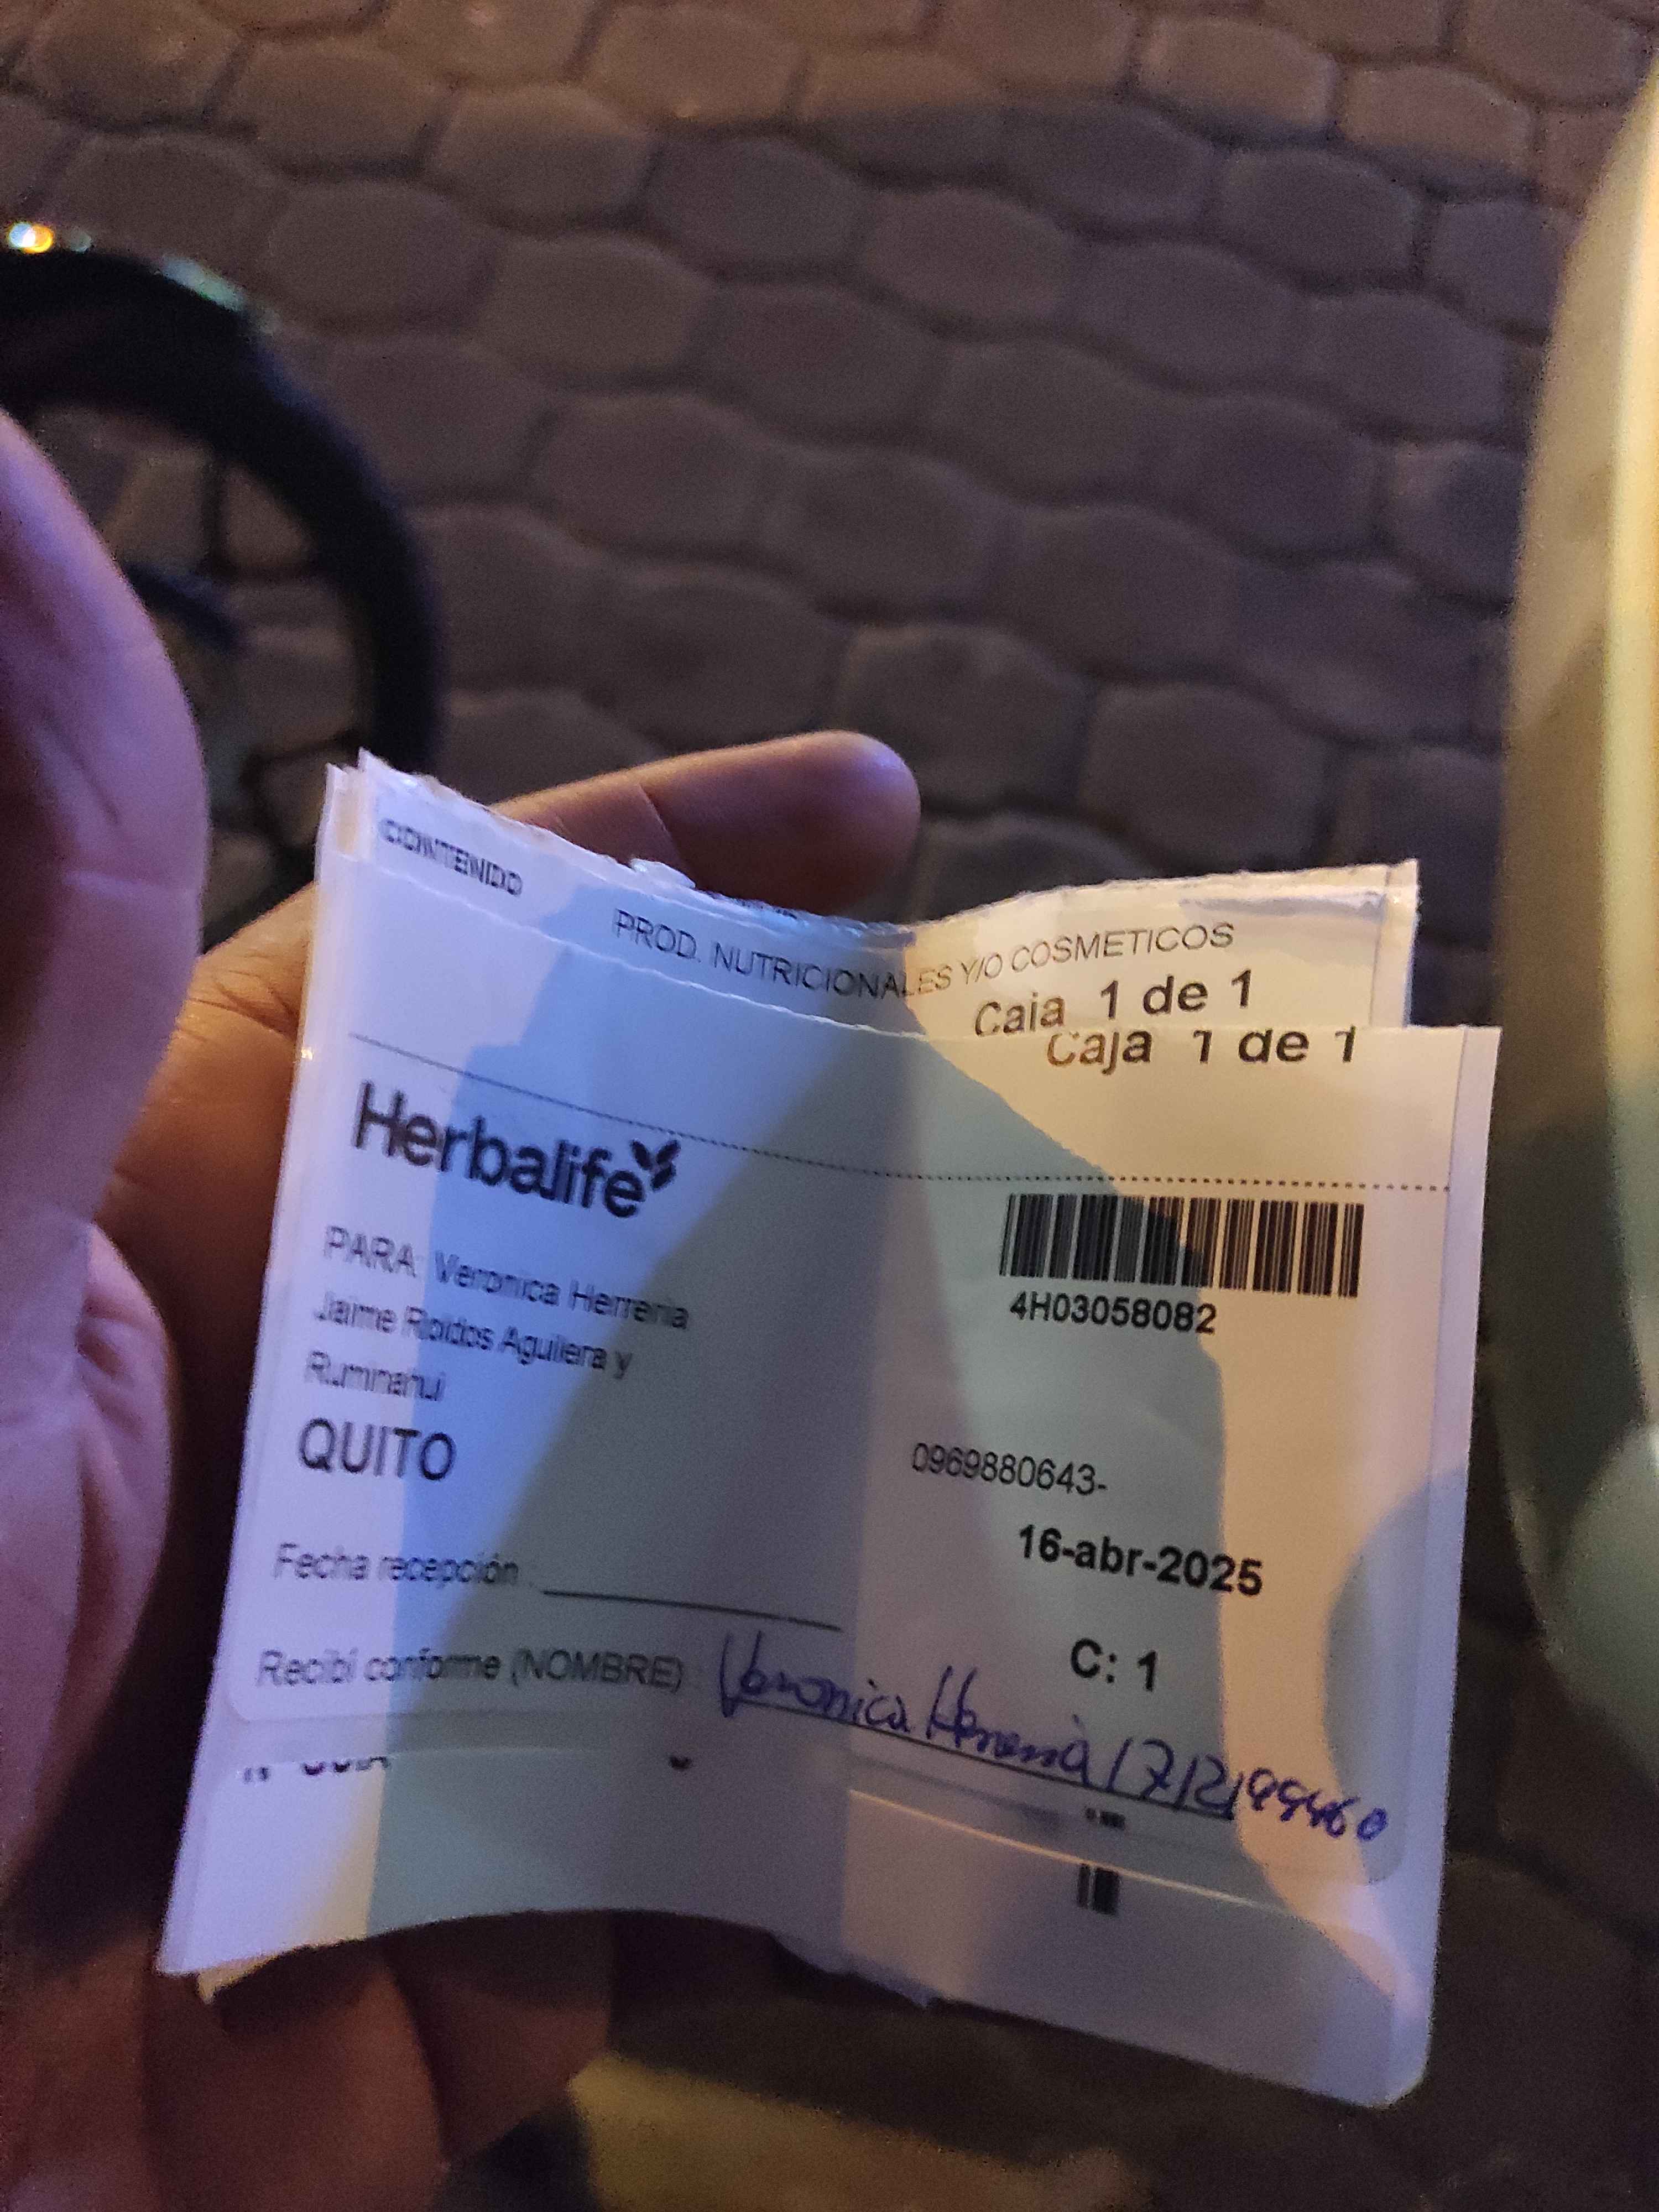 CONTENIDO
PROD. NUTRICIONALES Y/O COSMETICOS
Caja 1 de 1
Caja 1 de 1
Herbalife
4H03058082
PARA: Veronica Herreria
Jaime Roldos Aguilera y
Ruminahui
QUITO
0969880643-
16-abr-2025
Fecha recepción:
C: 1
Recibí conforme (NOMBRE) Veronica Herreria